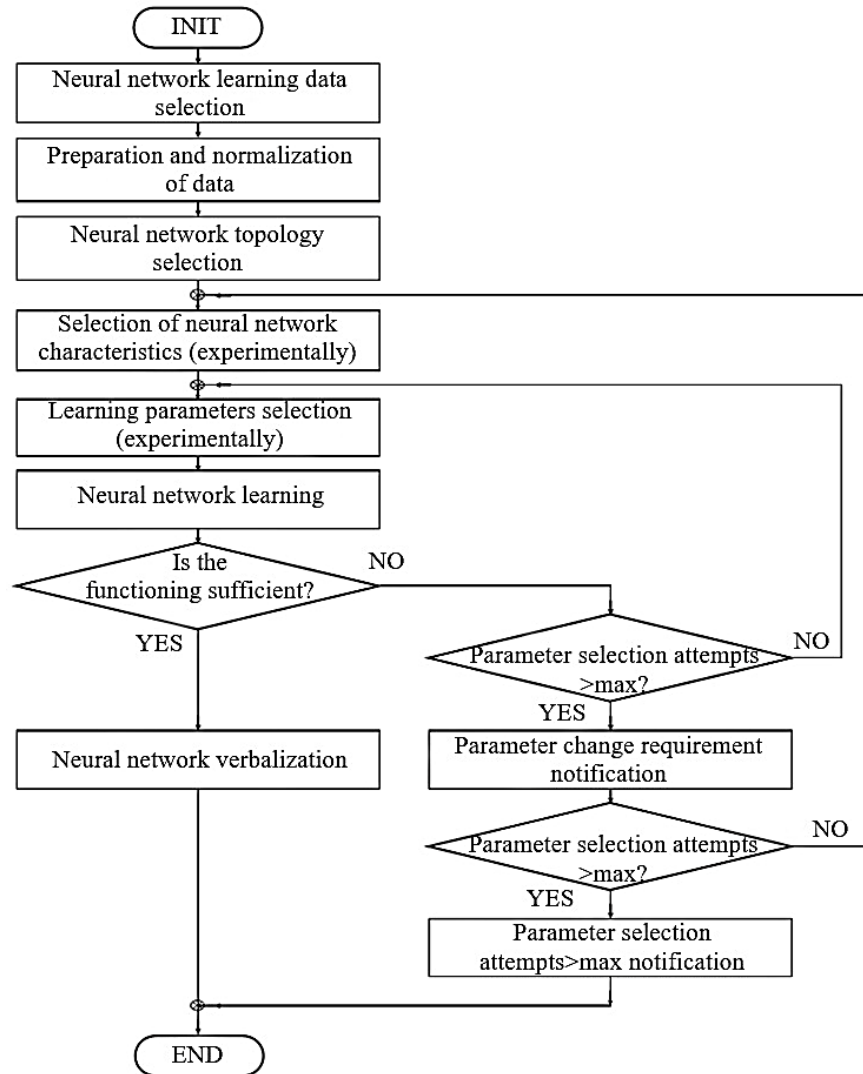 INIT
Neural network learning data
selection
Preparation and normalization
of data
Neural network topology
selection
Selection of neural network
characteristics (experimentally)
Learning parameters selection
(experimentally)
Neural network learning
Is the
functioning sufficient?
NO
YES
Parameter selection attempts
>max?
NO
YES
Neural network verbalization
Parameter change requirement
notification
Parameter selection attempts
>max?
NO
YES
Parameter selection
attempts>max notification
END